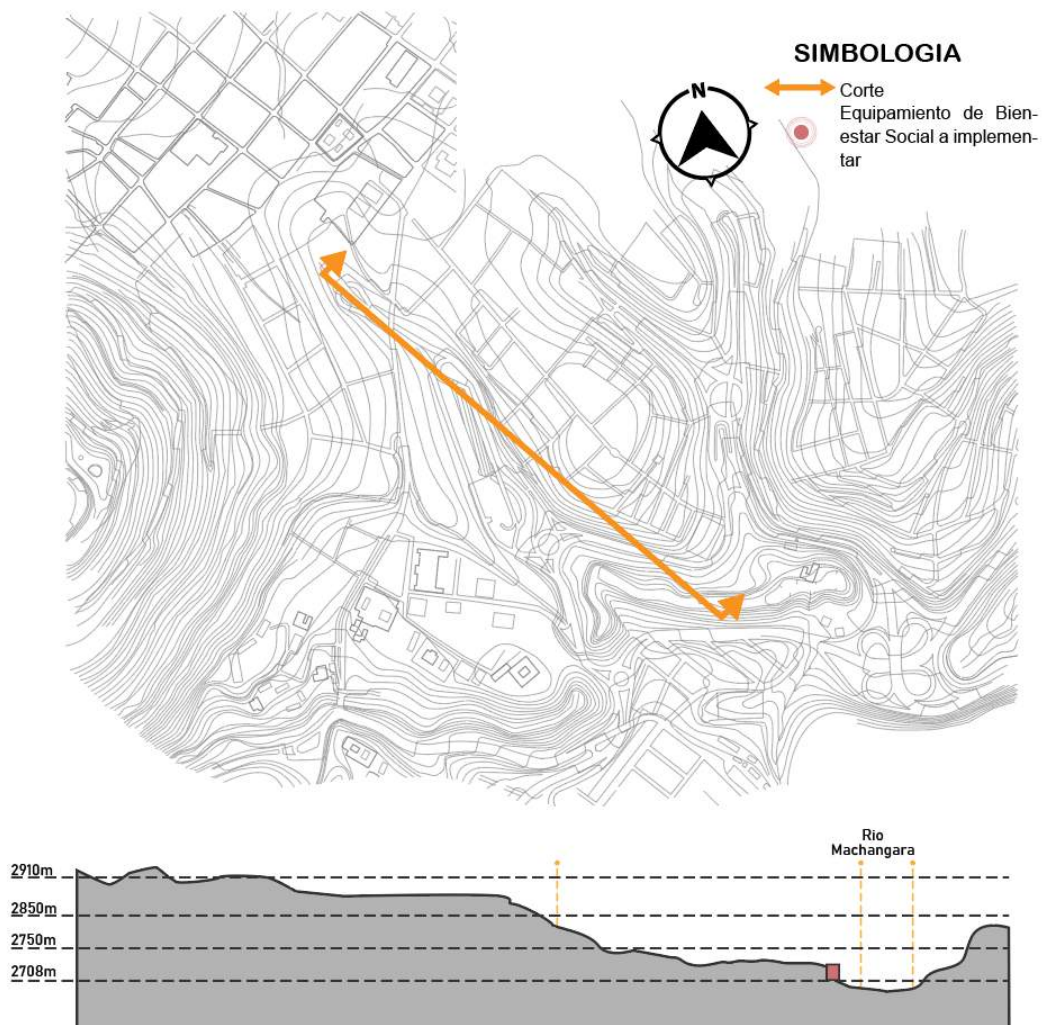 SIMBOLOGIA
N
Corte
Equipamiento de Bien-
estar Social a implemen-
tar
Rio
Machangara
2910m
2850m
2750m
2708m